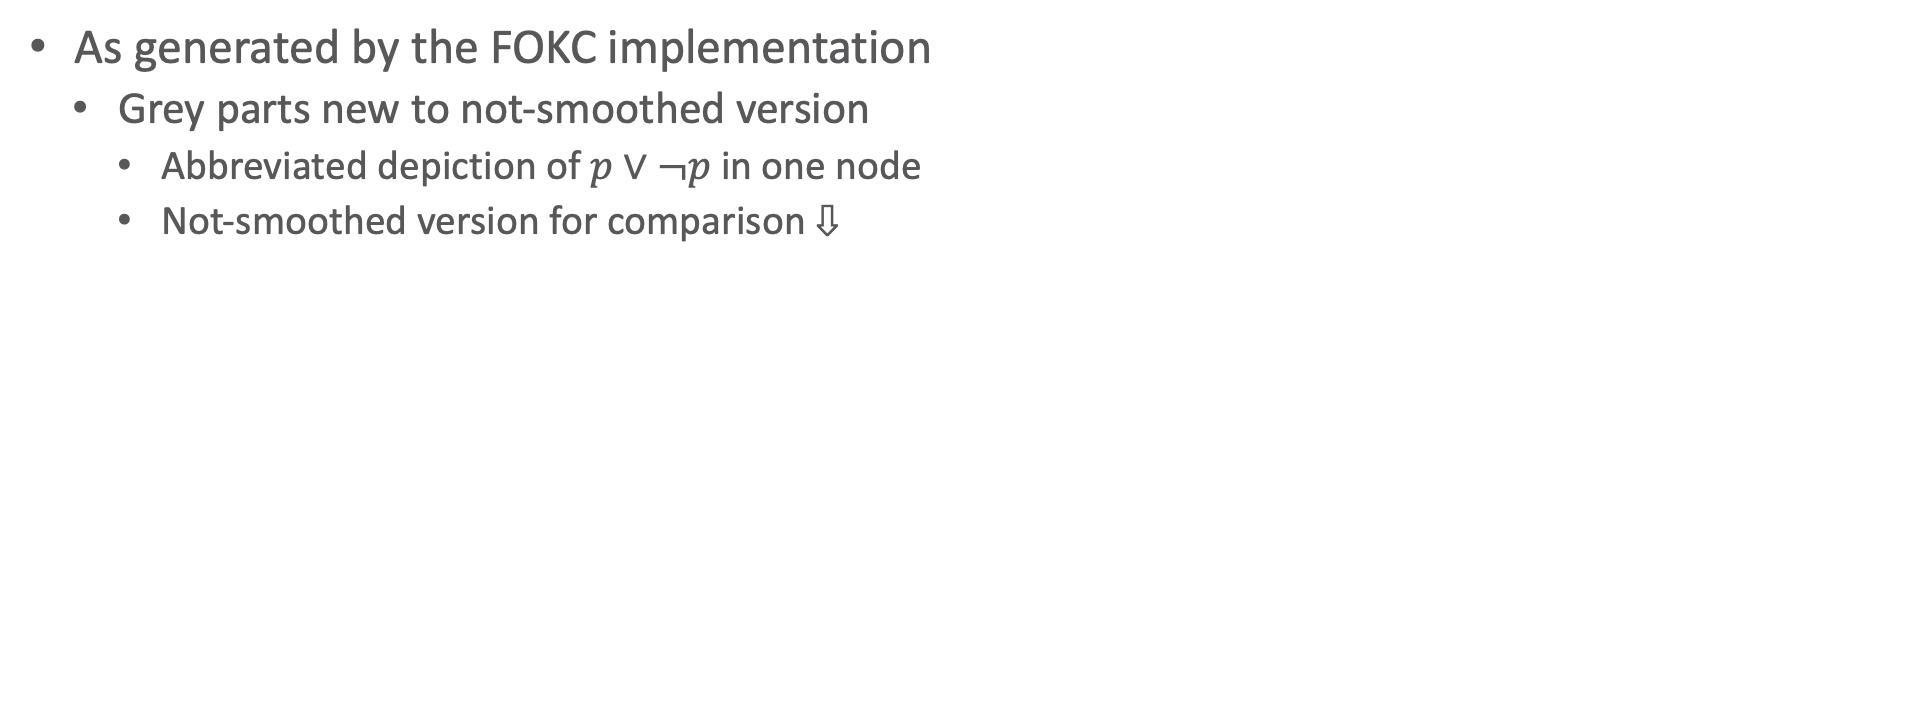 • As generated by the FOKC implementation
• Grey parts new to not-smoothed version
• Abbreviated depiction of 𝑝 ∨ ¬𝑝 in one node
• Not-smoothed version for comparison ⇩